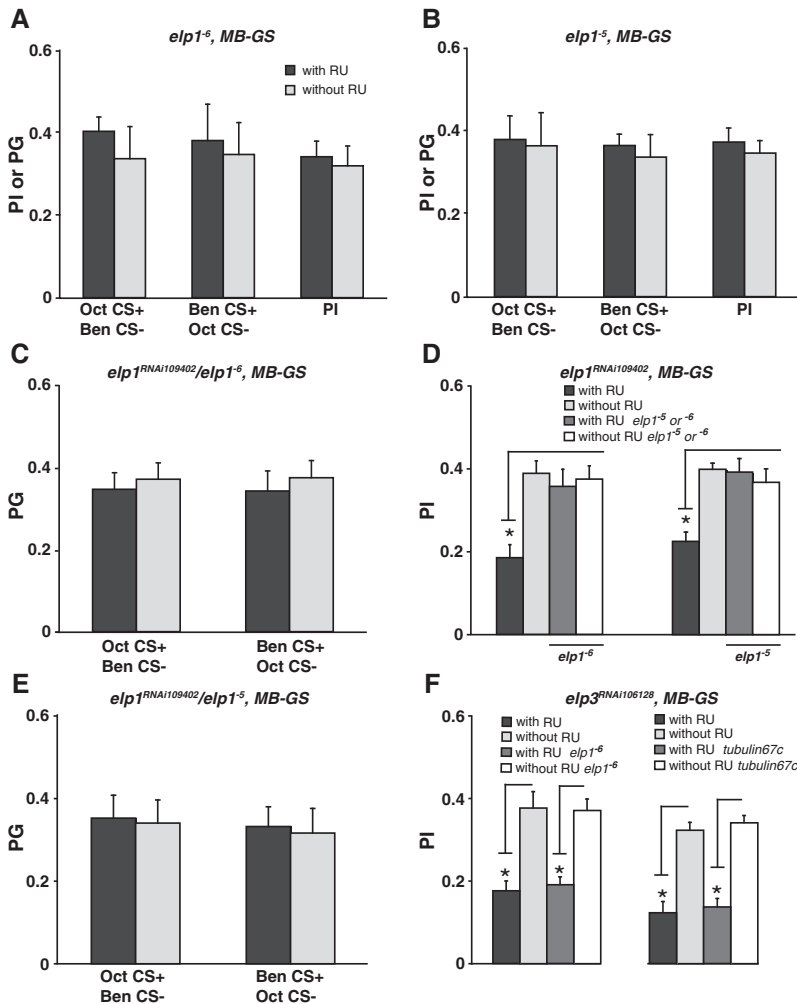 A
elp1-6, MB-GS
0.6
0.4
0.2
0
PI or PG
with RU
without RU
Oct CS+
Ben CS-
Ben CS+
Oct CS-
PI
B
elp1-5, MB-GS
0.6
0.4
0.2
0
PI or PG
Oct CS+
Ben CS-
Ben CS+
Oct CS-
PI
C
elp1RNAi109402/elp1-6, MB-GS
0.6
0.4
0.2
0
PG
Oct CS+
Ben CS-
Ben CS+
Oct CS-
D
elp1RNAi109402, MB-GS
0.6
0.4
0.2
0
PI
with RU
without RU
with RU elp1-5 or -6
without RU elp1-5 or -6
*
*
elp1-6
elp1-5
E
elp1RNAi109402/elp1-5, MB-GS
0.6
0.4
0.2
0
PG
Oct CS+
Ben CS-
Ben CS+
Oct CS-
F
elp3RNAi106128, MB-GS
0.6
0.4
0.2
0
PI
with RU
without RU
with RU elp1-6
without RU elp1-6
with RU
without RU
with RU tubulin67c
without RU tubulin67c
*
*
*
*